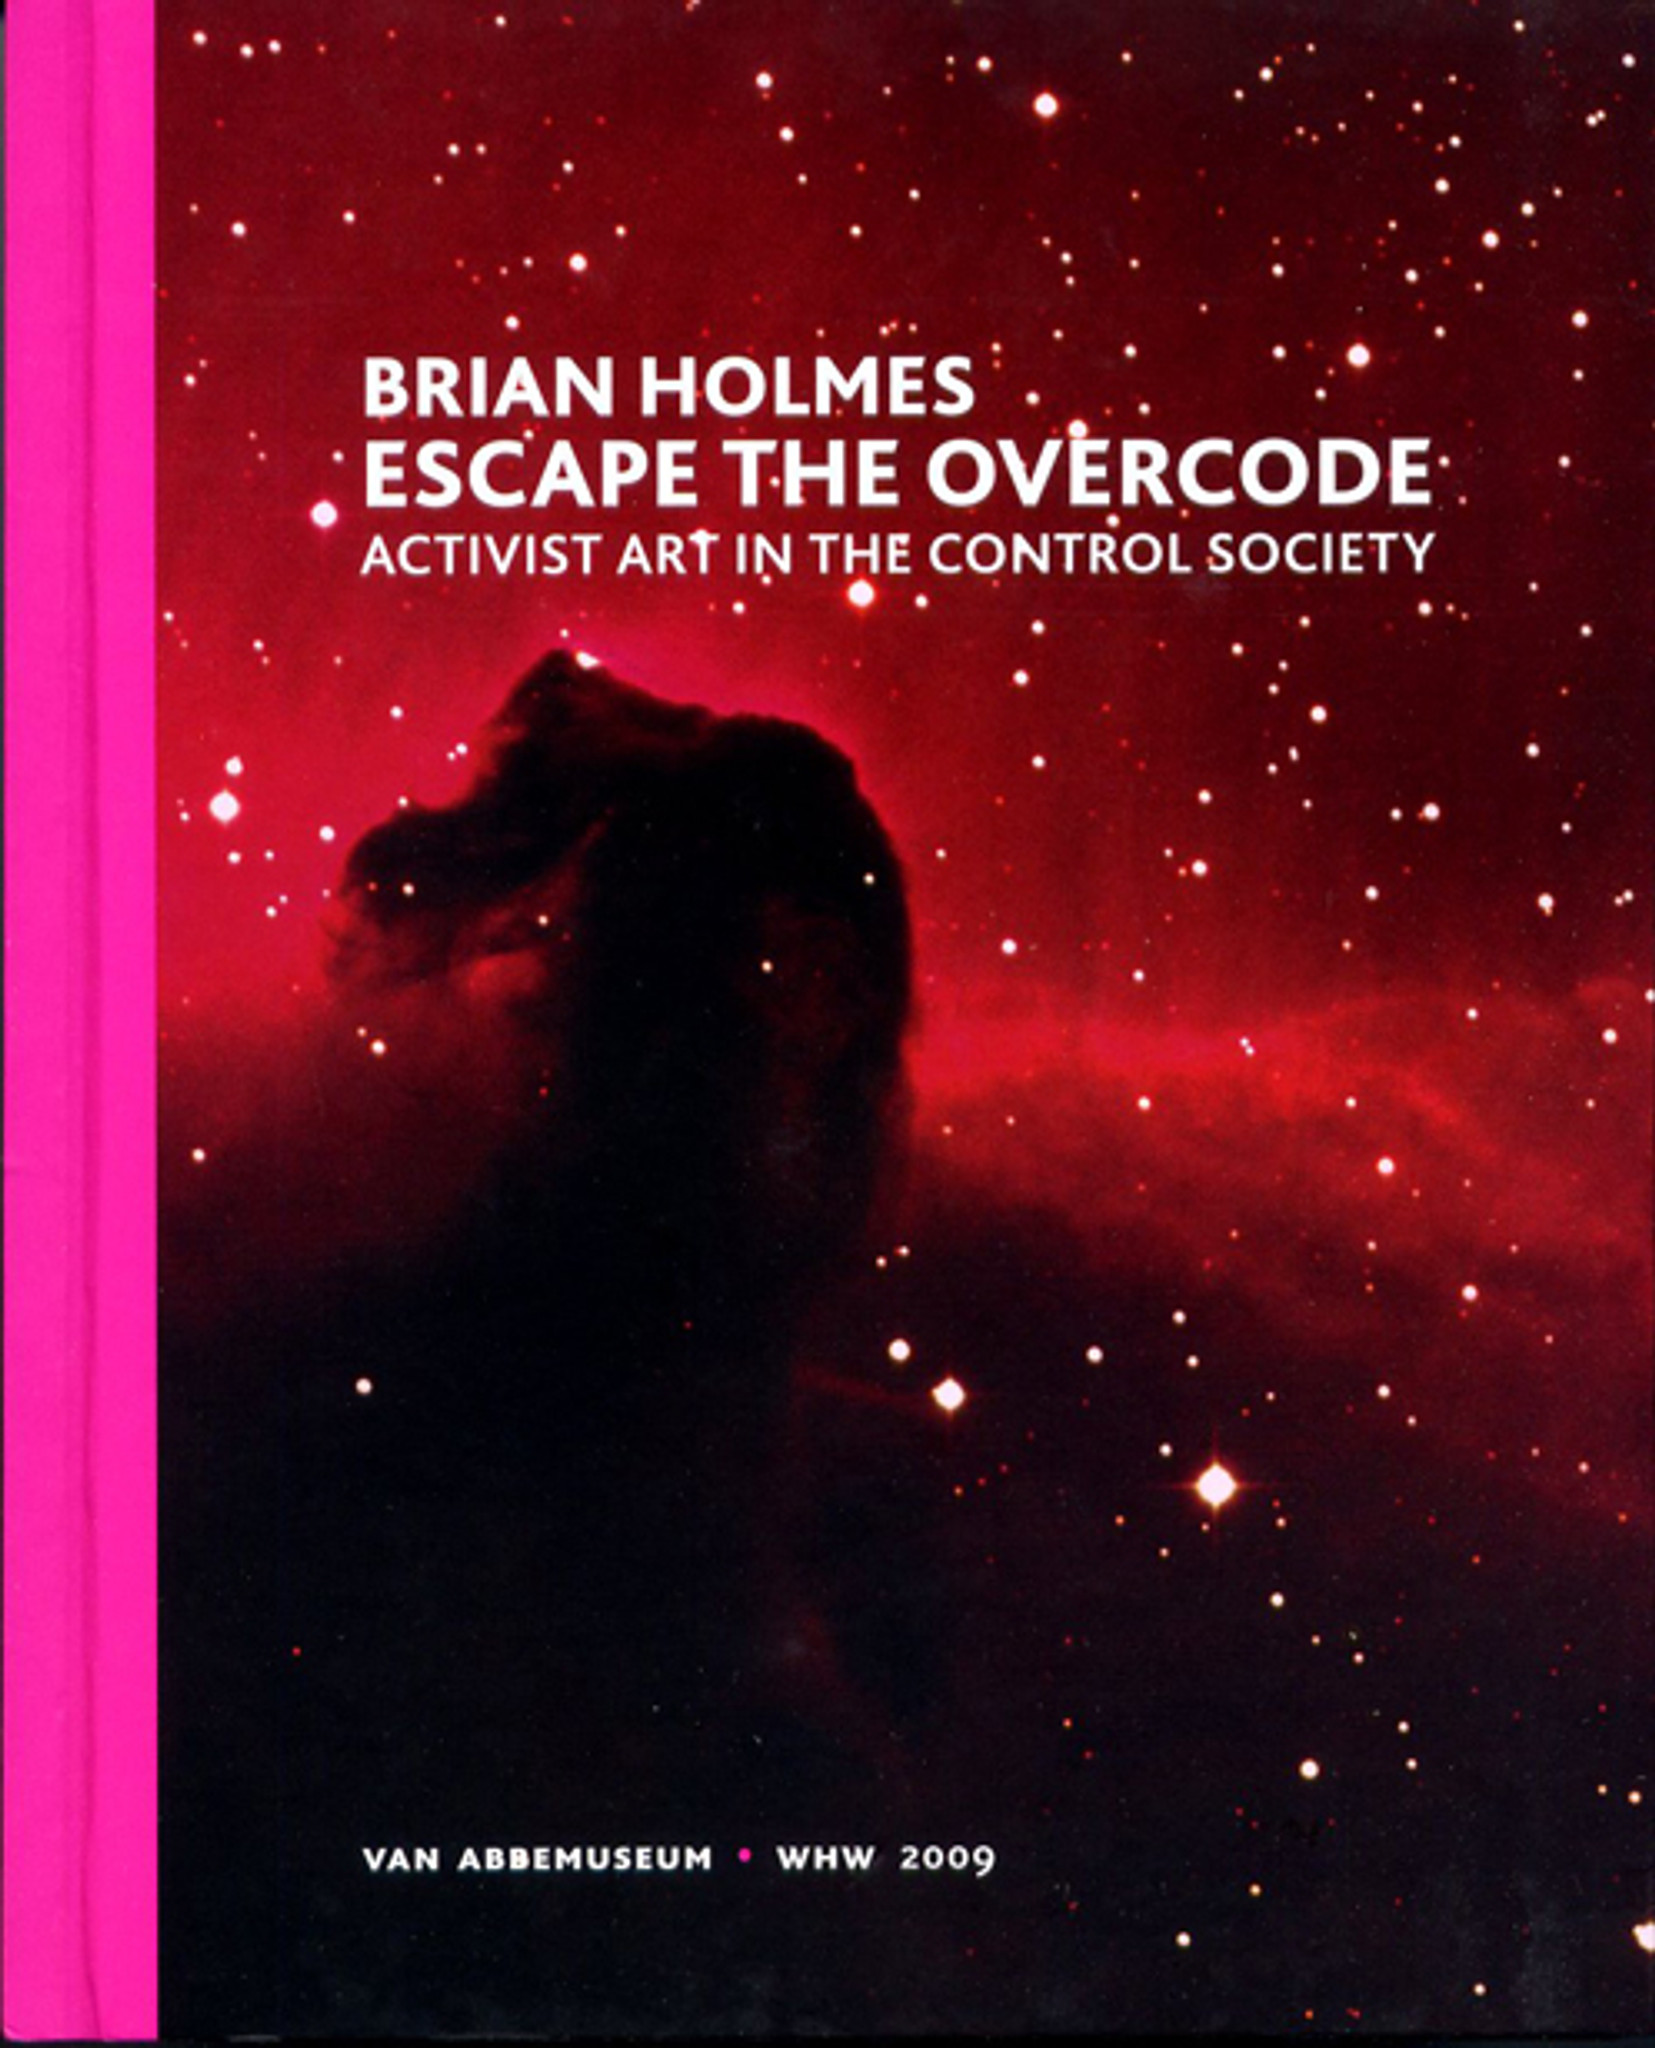 BRIAN HOLMES
ESCAPE THE OVERCODE
ACTIVIST ART IN THE CONTROL SOCIETY
VAN ABBEMUSEUM • WHW 2009